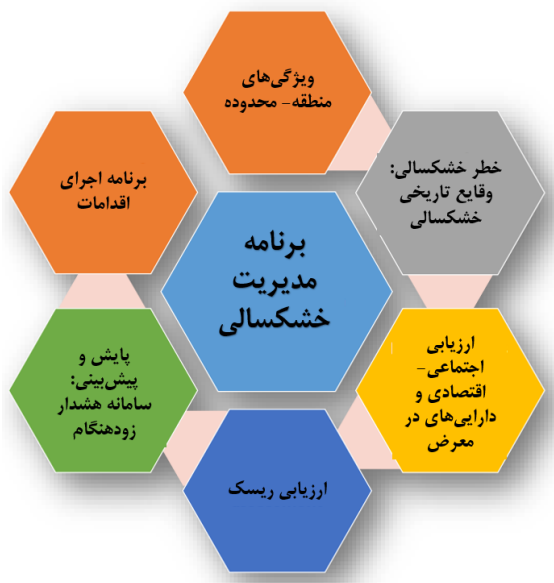 ویژگی‌های
منطقه- محدوده
خطر خشکسالی:
وقایع تاریخی
خشکسالی
ارزیابی
اجتماعی-
اقتصادی و
دارایی‌های در
معرض
ارزیابی ریسک
پایش و
پیش‌بینی:
سامانه هشدار
زودهنگام
برنامه اجرای
اقدامات
برنامه
مدیریت
خشکسالی